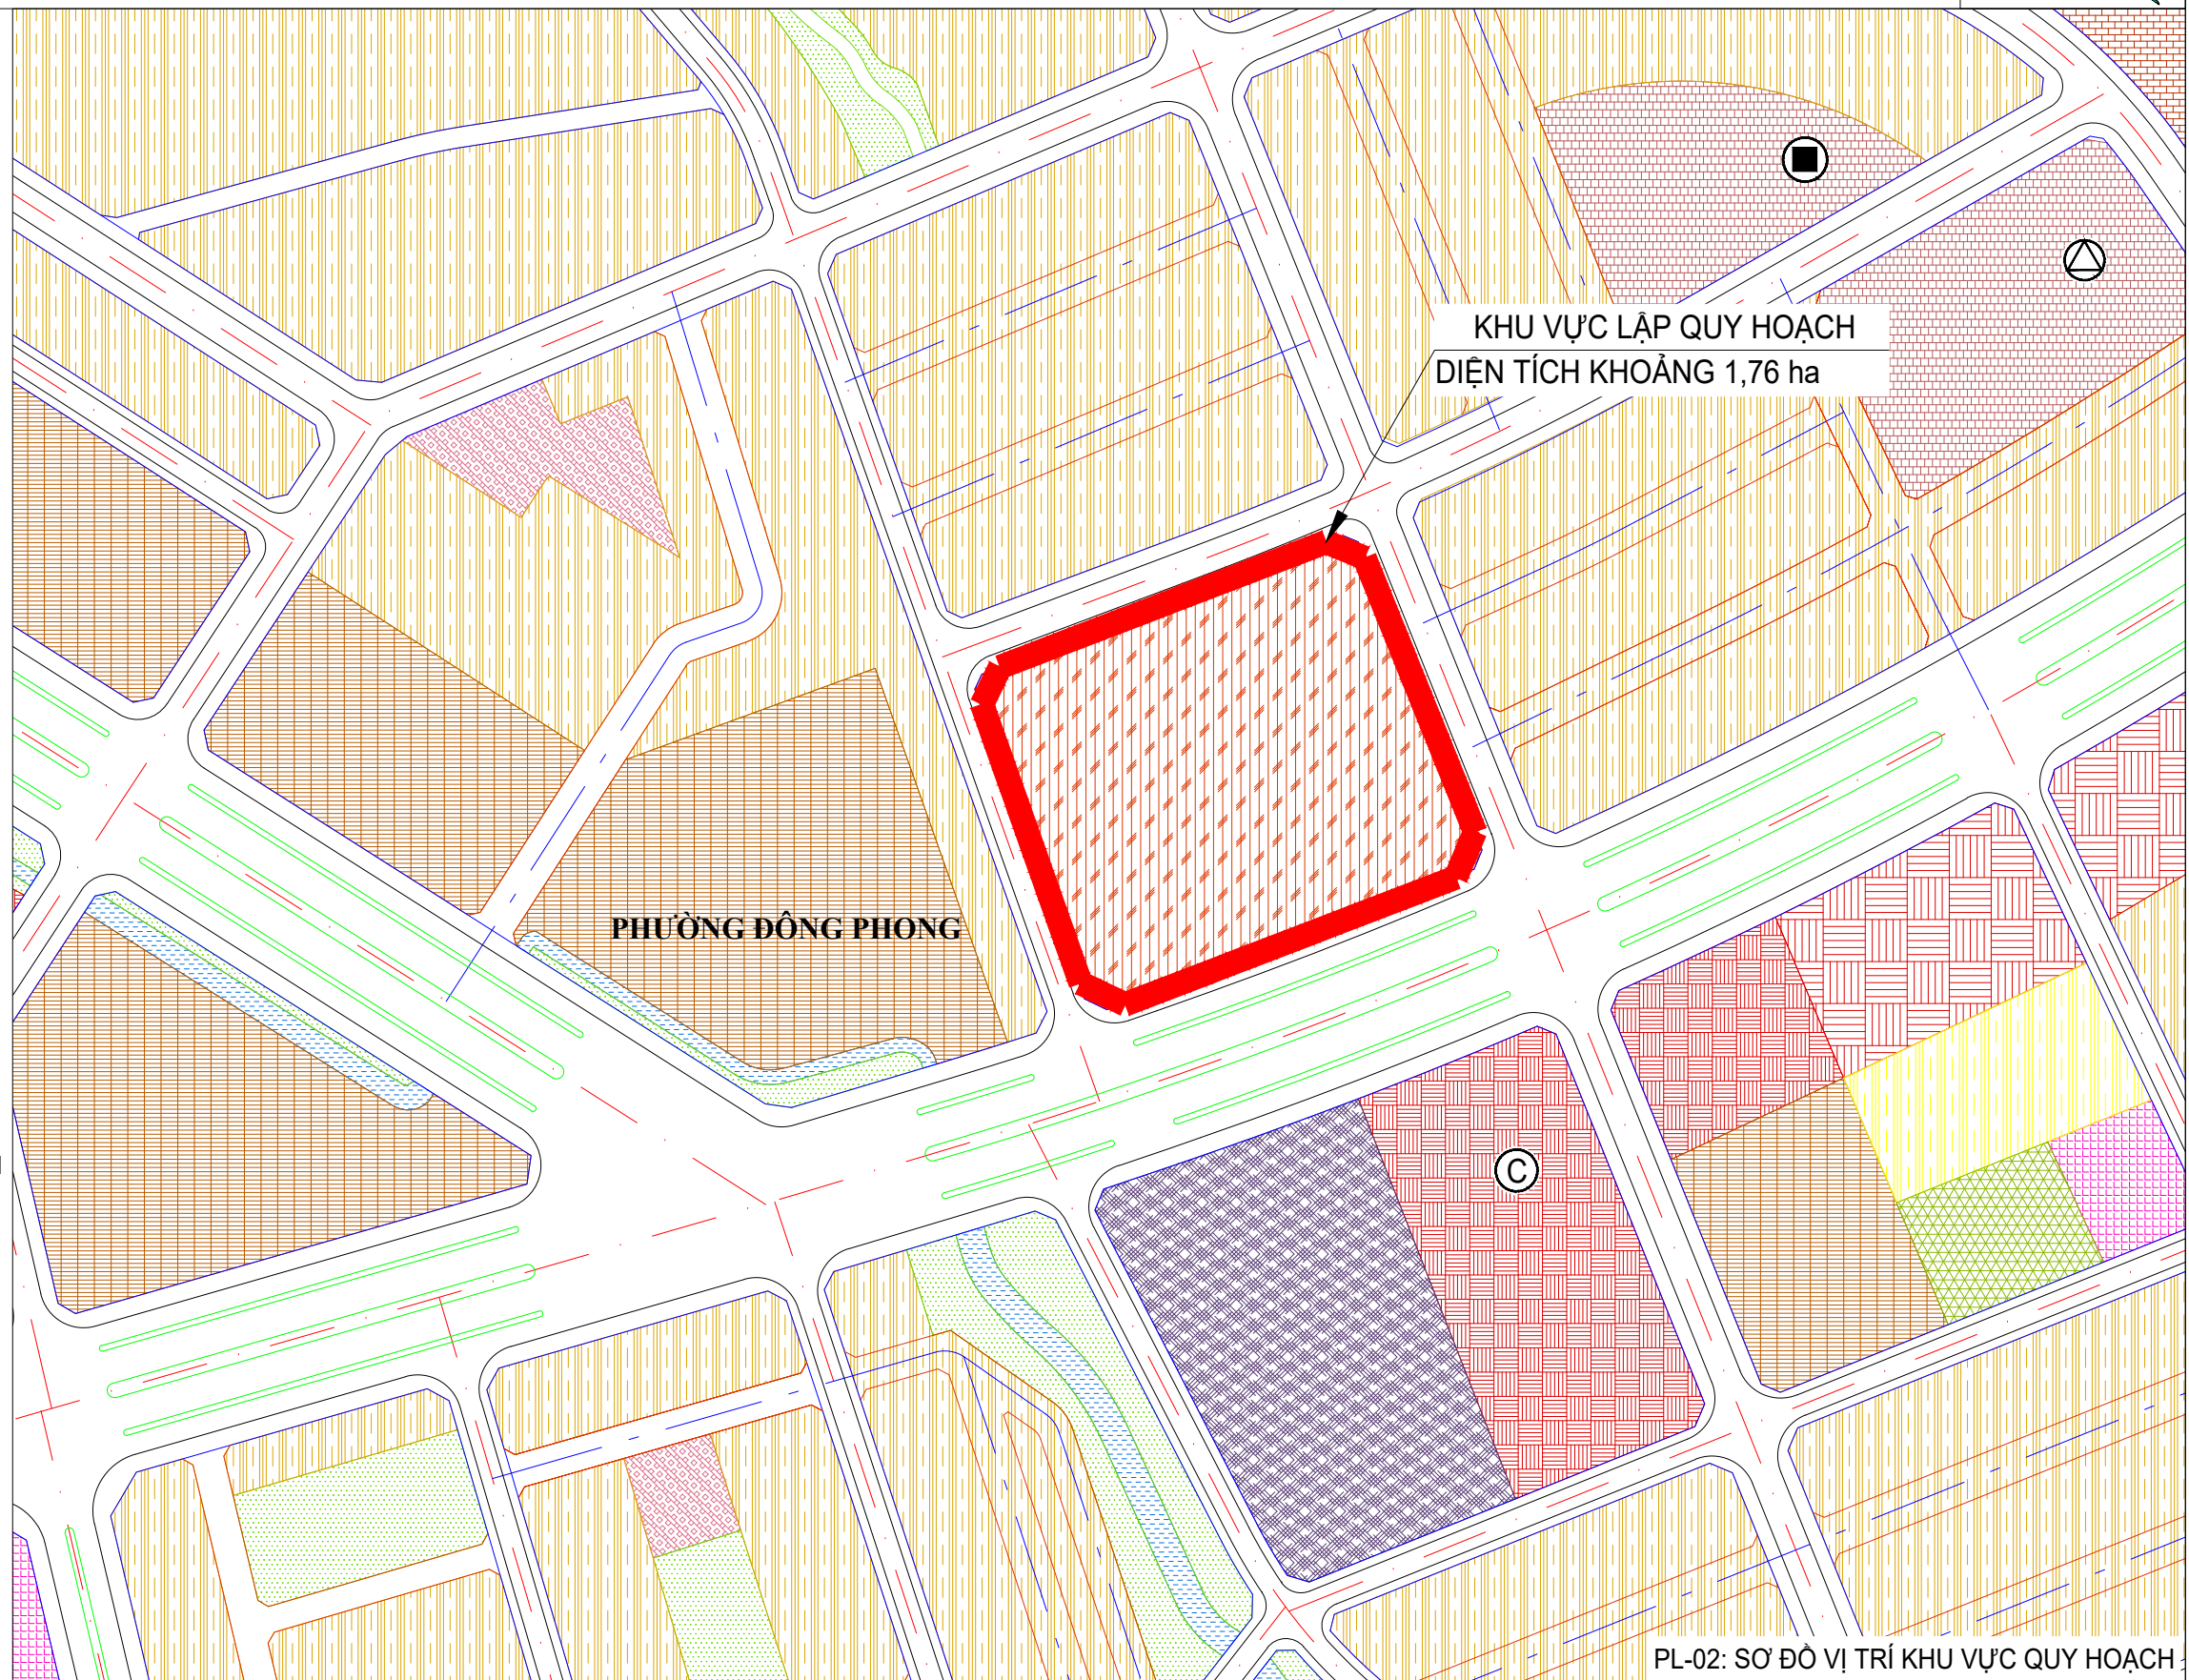 KHU VỰC LẬP QUY HOẠCH
DIỆN TÍCH KHOẢNG 1,76 ha
PHƯỜNG ĐÔNG PHONG
C
PL-02: SƠ ĐỒ VỊ TRÍ KHU VỰC QUY HOẠCH